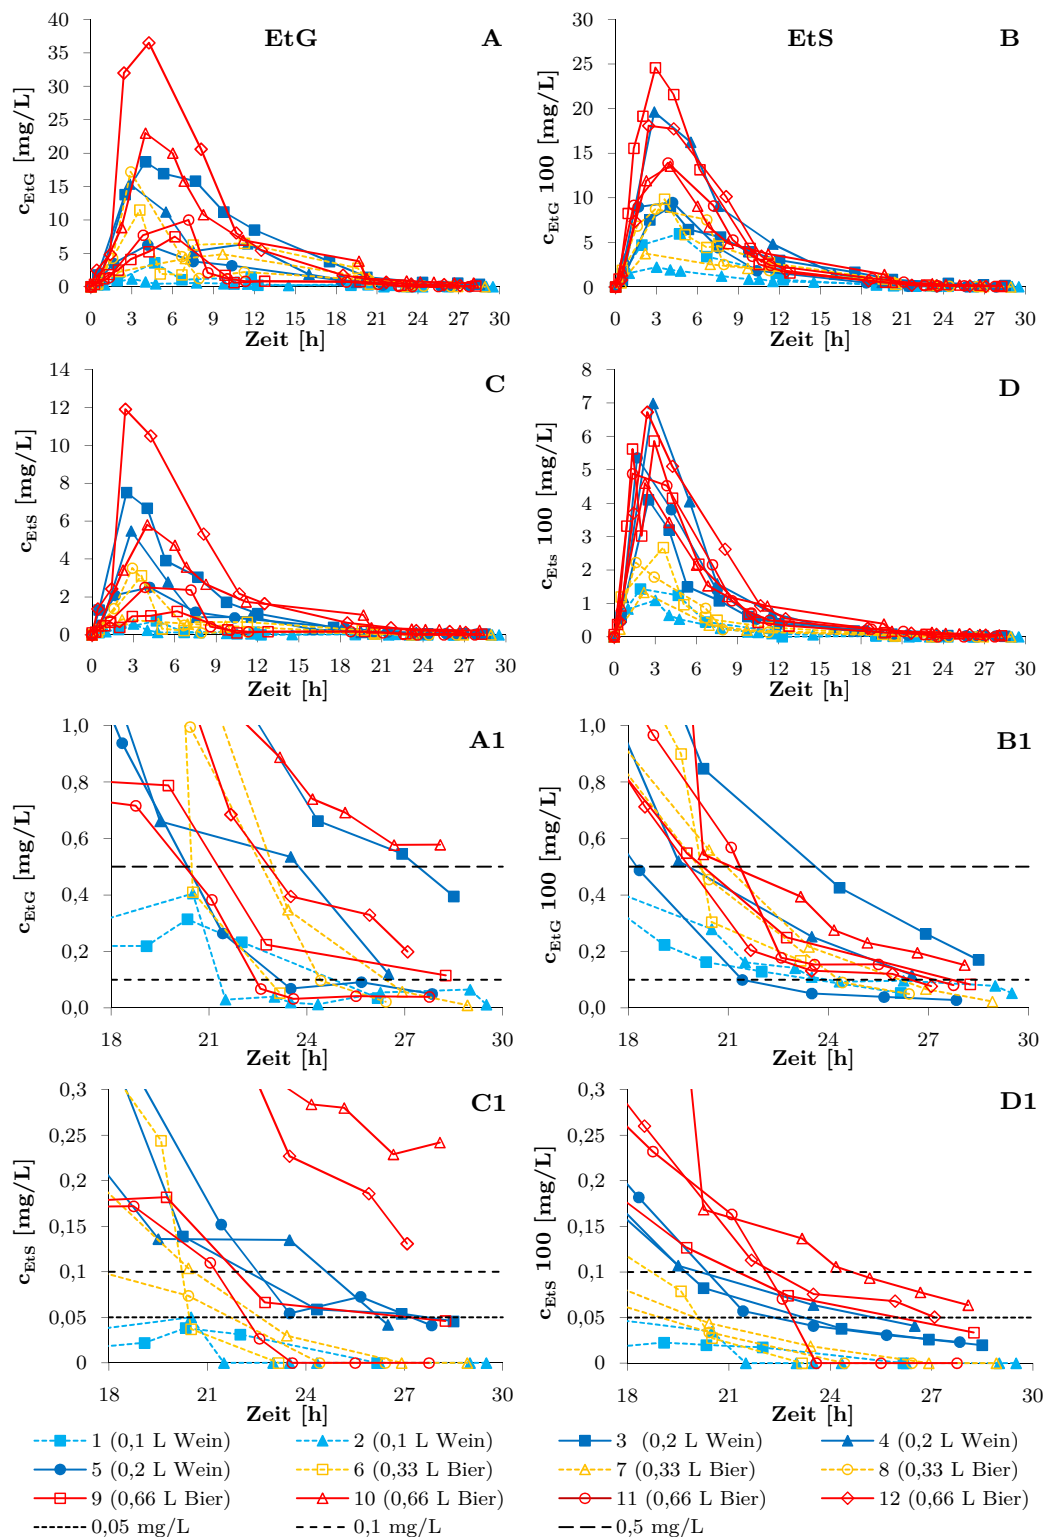 EtG A
c_EtG [mg/L]
40
35
30
25
20
15
10
5
0
0 3 6 9 12 15 18 21 24 27 30
Zeit [h]
EtS B
c_EtG 100 [mg/L]
30
25
20
15
10
5
0
0 3 6 9 12 15 18 21 24 27 30
Zeit [h]
C
c_EtS [mg/L]
14
12
10
8
6
4
2
0
0 3 6 9 12 15 18 21 24 27 30
Zeit [h]
D
c_Ets 100 [mg/L]
8
7
6
5
4
3
2
1
0
0 3 6 9 12 15 18 21 24 27 30
Zeit [h]
A1
c_EtG [mg/L]
1,0
0,8
0,6
0,4
0,2
0,0
18 21 24 27 30
Zeit [h]
B1
c_EtG 100 [mg/L]
1,0
0,8
0,6
0,4
0,2
0,0
18 21 24 27 30
Zeit [h]
C1
c_EtS [mg/L]
0,3
0,25
0,2
0,15
0,1
0,05
0
18 21 24 27 30
Zeit [h]
D1
c_Ets 100 [mg/L]
0,3
0,25
0,2
0,15
0,1
0,05
0
18 21 24 27 30
Zeit [h]
1 (0,1 L Wein) 2 (0,1 L Wein) 3 (0,2 L Wein) 4 (0,2 L Wein)
5 (0,2 L Wein) 6 (0,33 L Bier) 7 (0,33 L Bier) 8 (0,33 L Bier)
9 (0,66 L Bier) 10 (0,66 L Bier) 11 (0,66 L Bier) 12 (0,66 L Bier)
0,05 mg/L 0,1 mg/L 0,5 mg/L